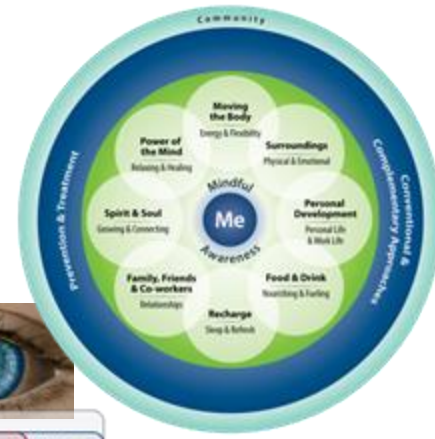 Community
Moving
the Body
Energy & Flexibility
Surroundings
Physical & Emotional
Personal
Development
Personal Life
& Work Life
Food & Drink
Nourishing & Fueling
Recharge
Sleep & Refresh
Family, Friends
& Co-workers
Relationships
Spirit & Soul
Growing & Connecting
Power of
the Mind
Relaxing & Healing
Mindful
Me
Awareness
Prevention & Treatment
Conventional &
Complementary Approaches